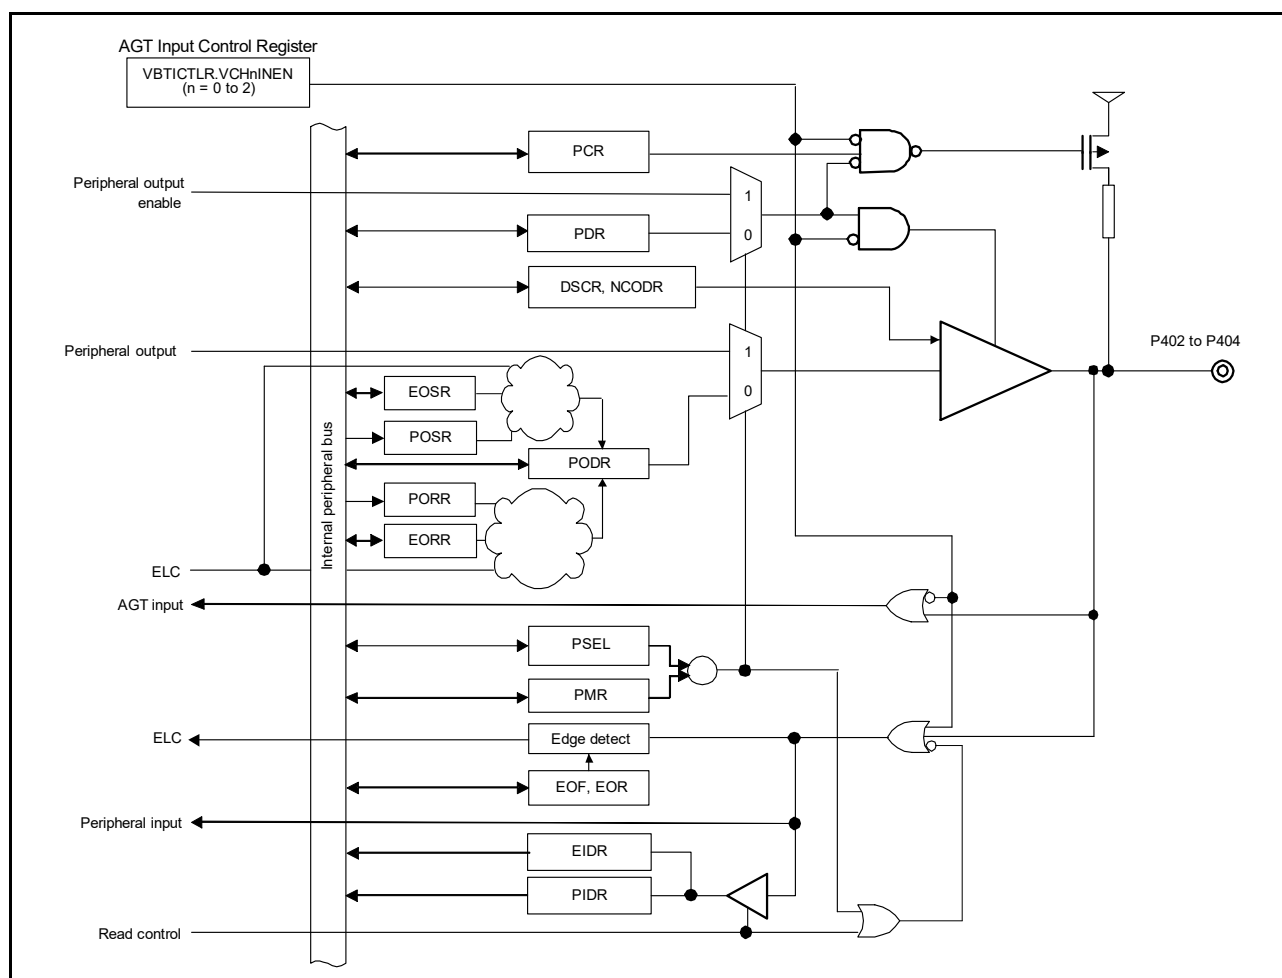 AGT Input Control Register
VBTICTLR.VCHnINEN
(n = 0 to 2)
PCR
Peripheral output
enable
1
0
PDR
DSCR, NCODR
Peripheral output
1
0
P402 to P404
EOSR
POSR
PODR
PORR
EORR
Internal peripheral bus
ELC
AGT input
PSEL
PMR
ELC
Edge detect
EOF, EOR
Peripheral input
EIDR
PIDR
Read control